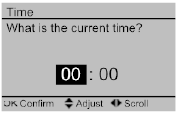 Time
What is the current time?
00 : 00
OK Confirm Adjust Scroll